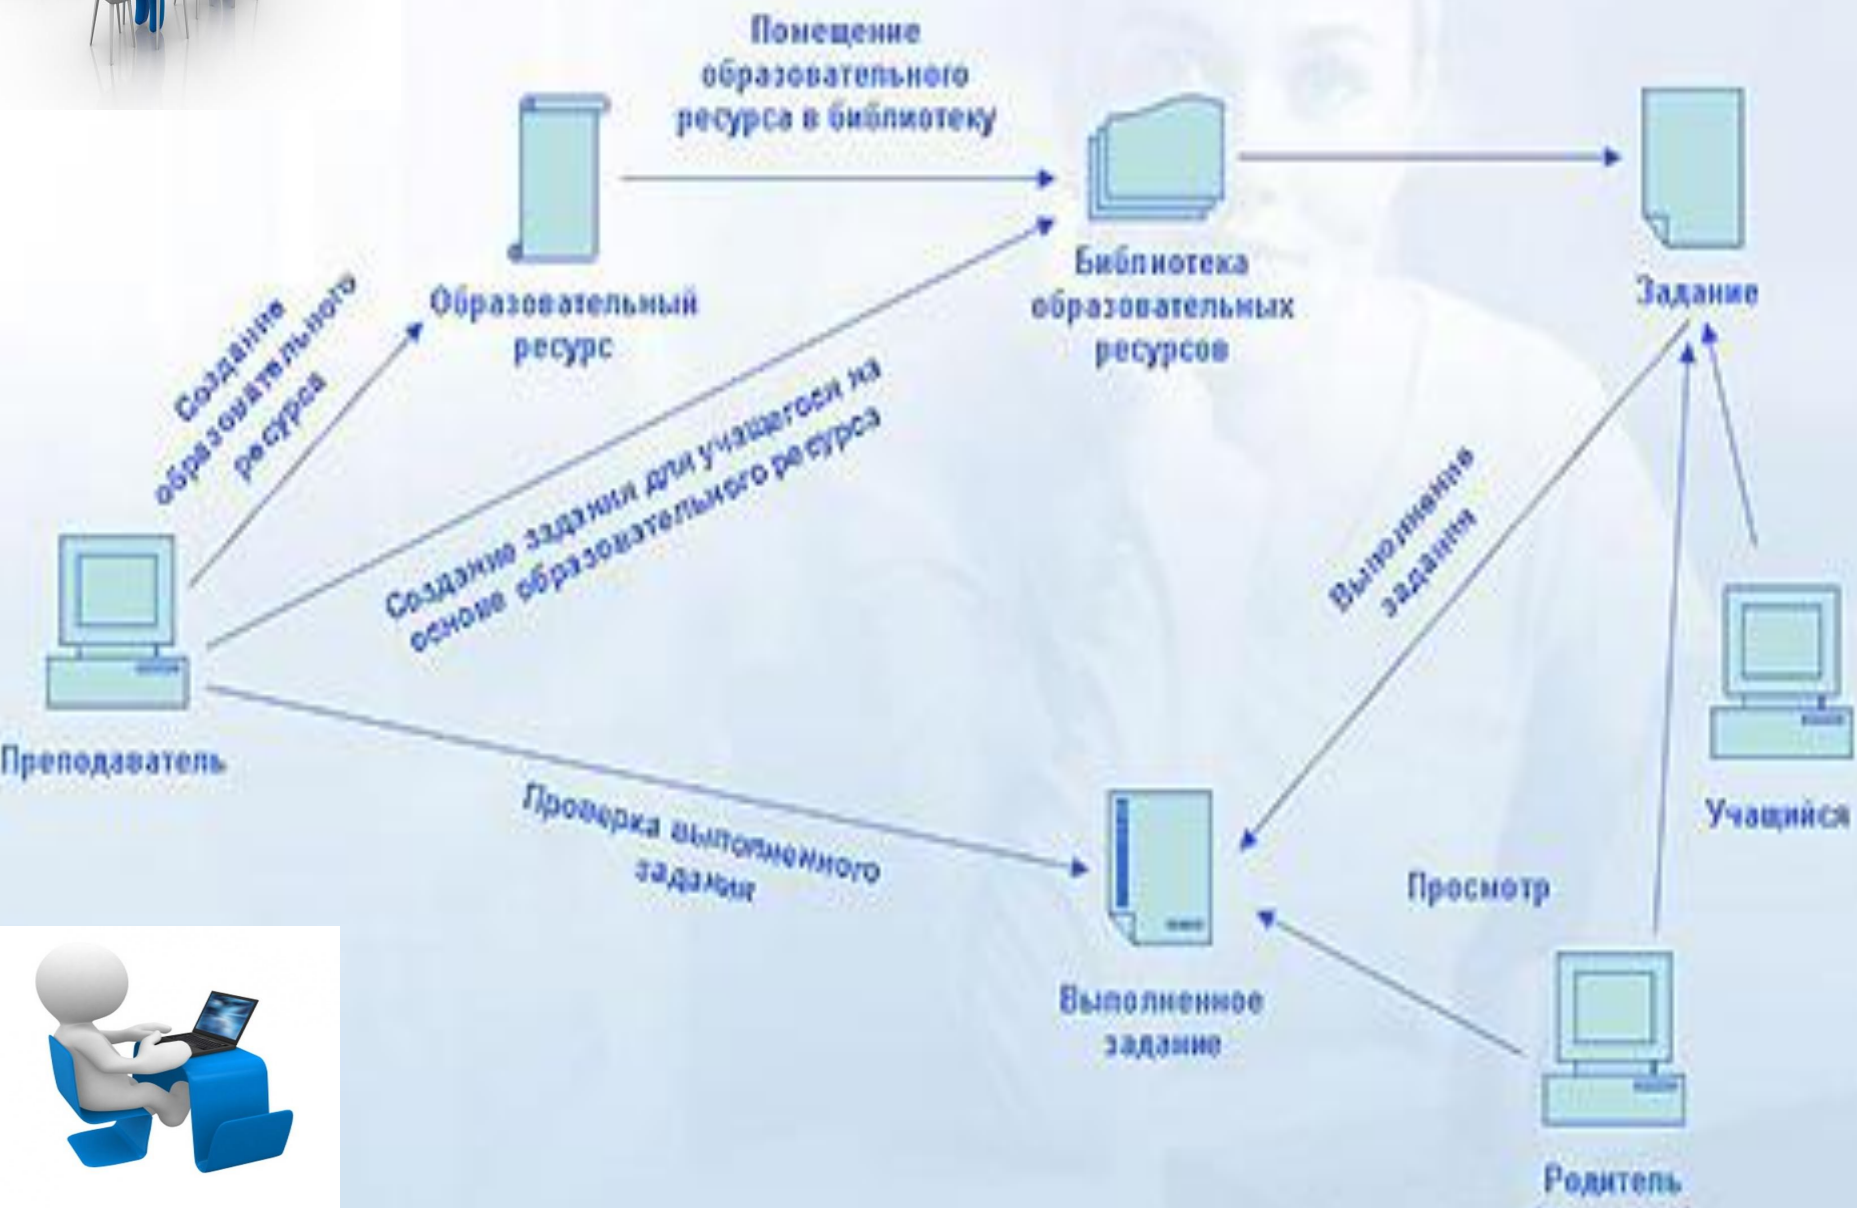 Помещение
образовательного
ресурса в библиотеку
Создание
образовательного
ресурса
Образовательный
ресурс
Библиотека
образовательных
ресурсов
Задание
Создание задания для учащегося на
основе образовательного ресурса
Выполнение
задания
Преподаватель
Учащийся
Проверка выполненного
задания
Просмотр
Выполненное
задание
Родитель